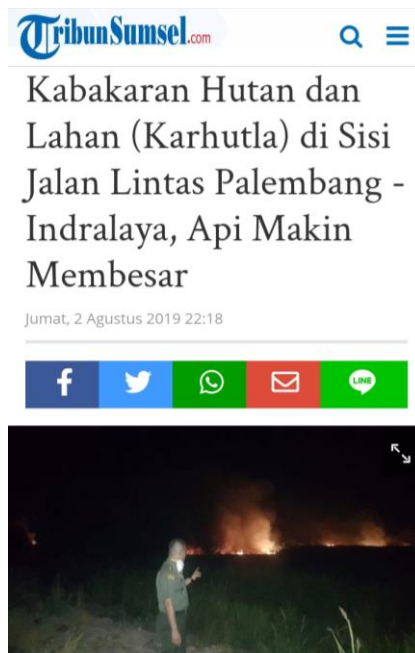 TribunSumsel.com
Kabakaran Hutan dan
Lahan (Karhutla) di Sisi
Jalan Lintas Palembang -
Indralaya, Api Makin
Membesar
Jumat, 2 Agustus 2019 22:18
LINE